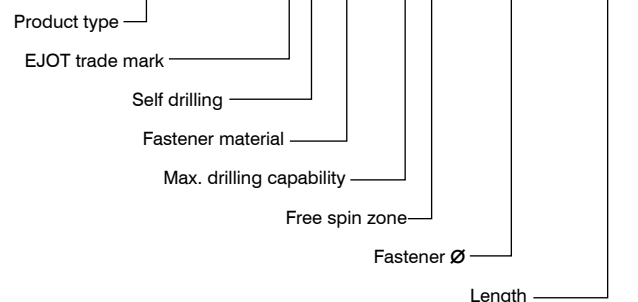 Product type
EJOT trade mark
Self drilling
Fastener material
Max. drilling capability
Free spin zone
Fastener Ø
Length